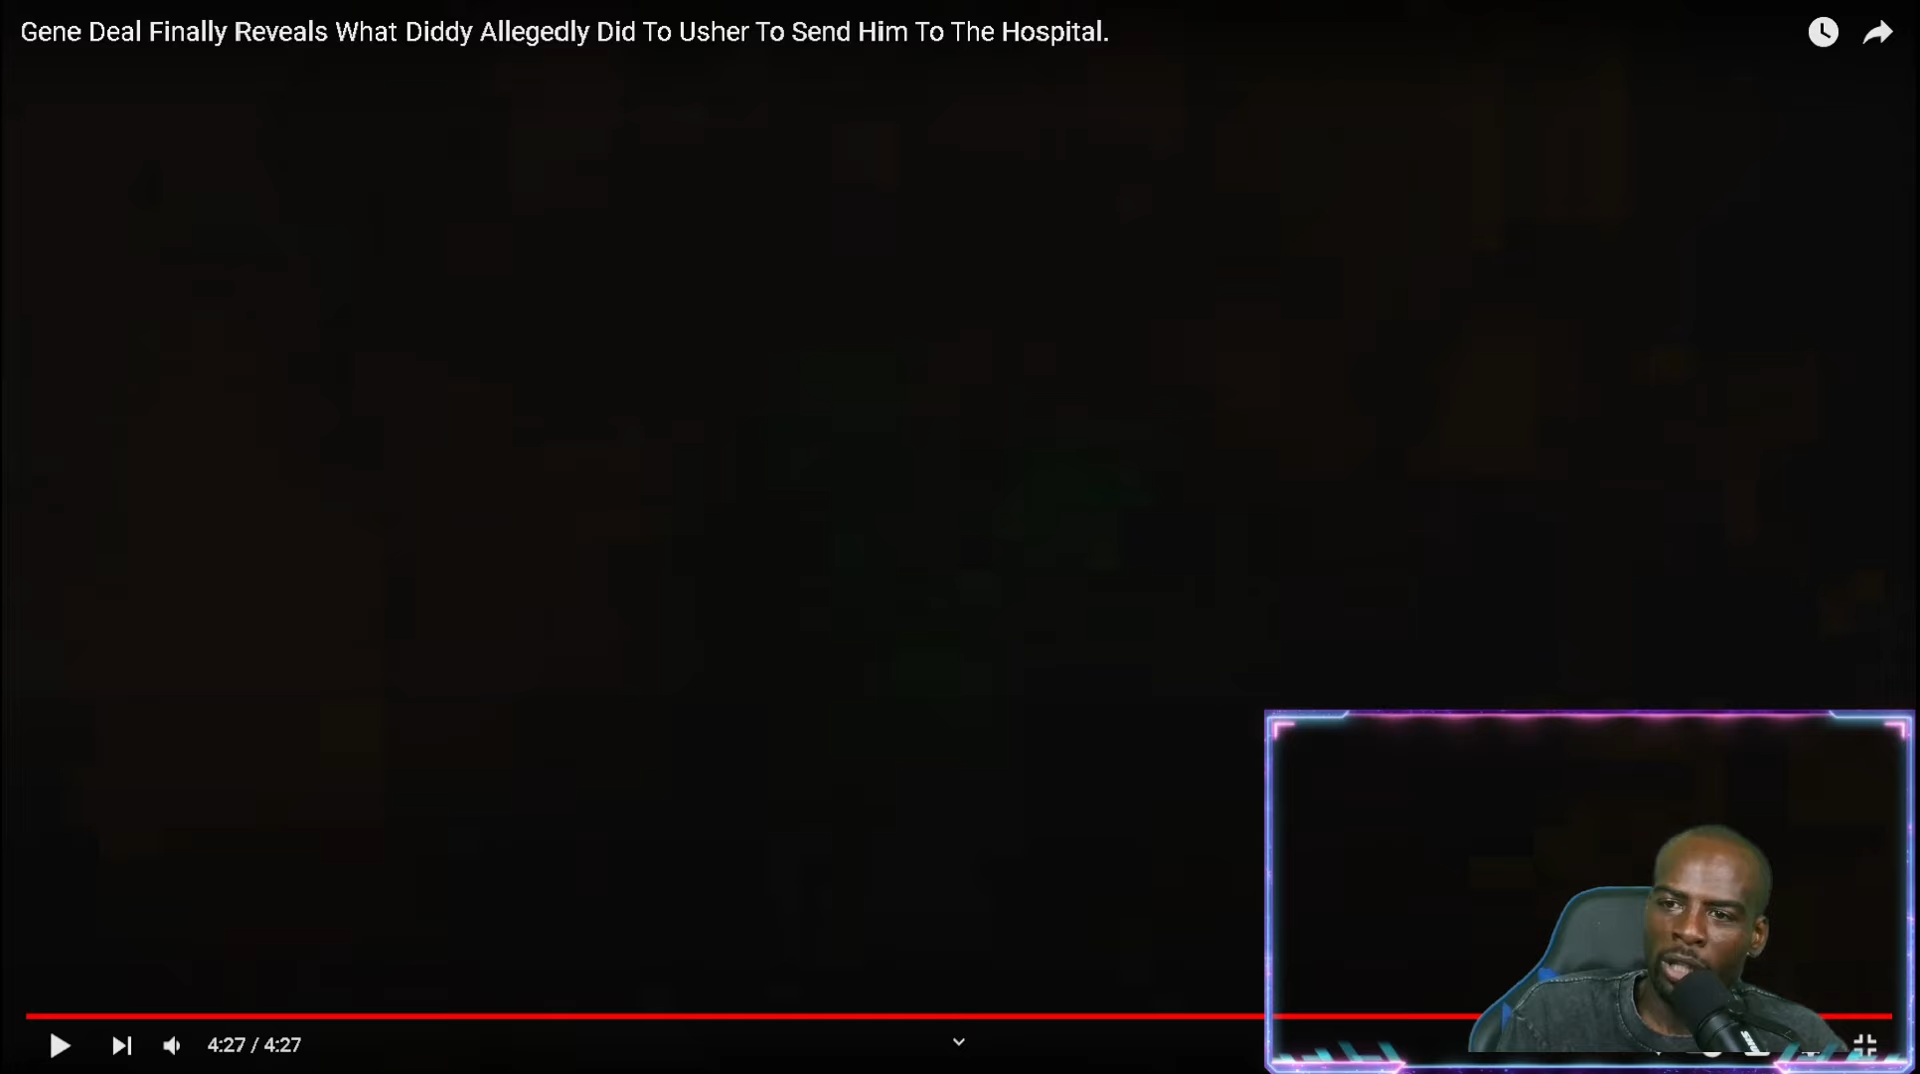 Gene Deal Finally Reveals What Diddy Allegedly Did To Usher To Send Him To The Hospital.
4:27 / 4:27